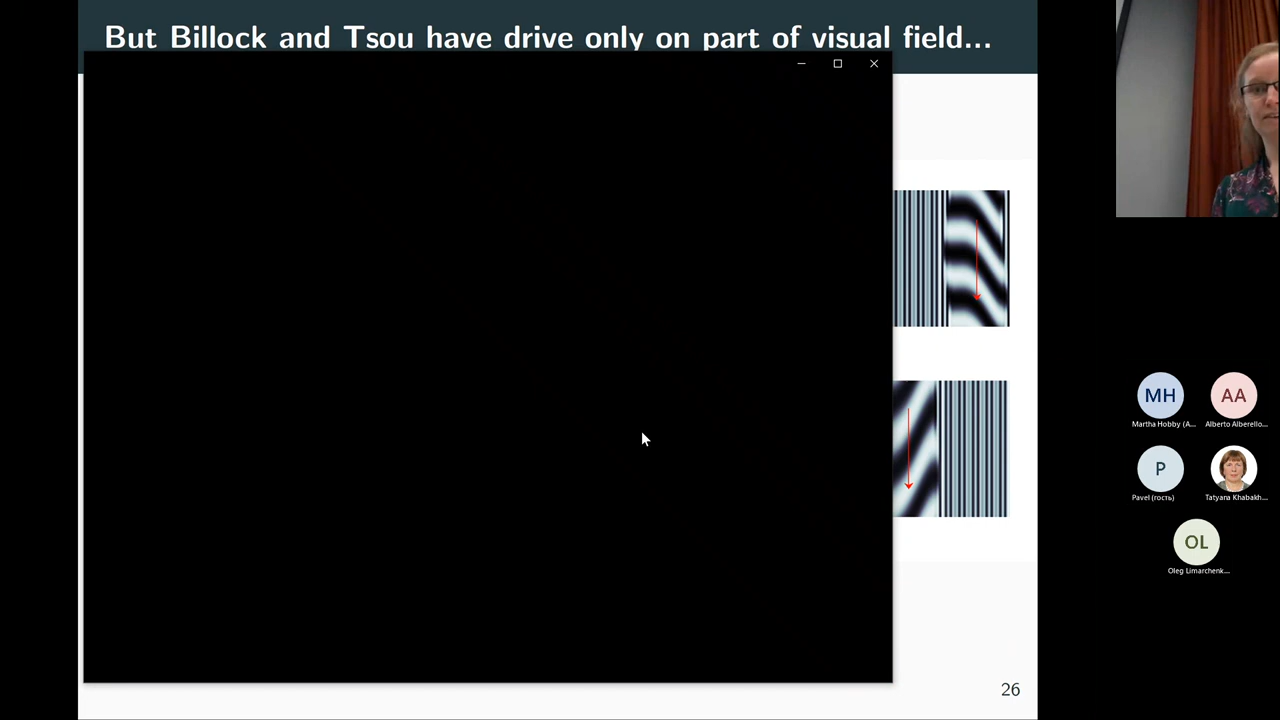 But Billock and Tsou have drive only on part of visual field...
MH
AA
Martha Hobby (A...
Alberto Alberello...
P
Pavel (гость)
Tatyana Khabakh...
OL
Oleg Limarchenk...
26